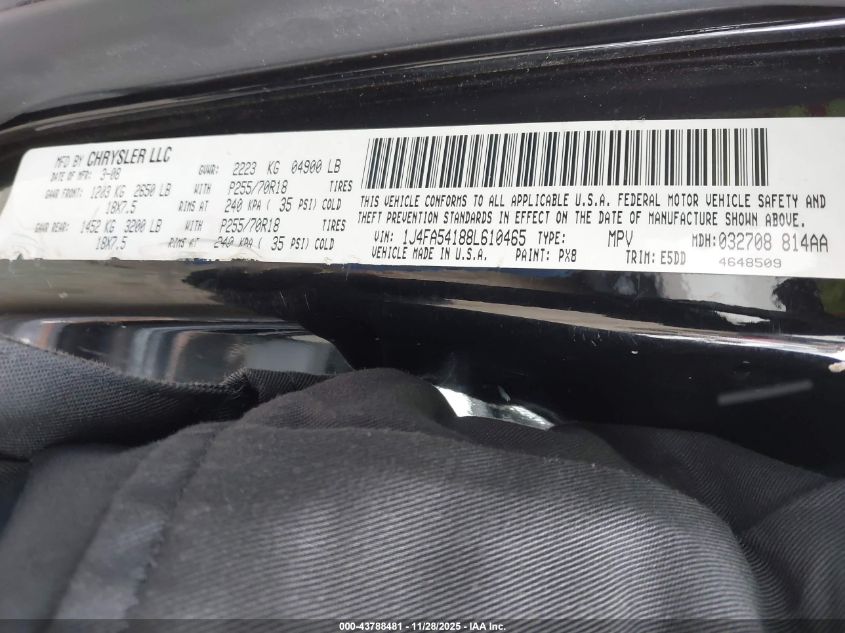 MFD BY CHRYSLER LLC
DATE OF MFR: 3-08
GVWR: 2223 KG 04900 LB
GAWR FRONT: 1203 KG 2650 LB WITH P255/70R18 TIRES
/ 18X7.5 RIMS AT 240 KPA ( 35 PSI) COLD
GAWR REAR: 1452 KG 3200 LB WITH P255/70R18 TIRES
18X7.5 RIMS AT 240 KPA ( 35 PSI) COLD
THIS VEHICLE CONFORMS TO ALL APPLICABLE U.S.A. FEDERAL MOTOR VEHICLE SAFETY AND
THEFT PREVENTION STANDARDS IN EFFECT ON THE DATE OF MANUFACTURE SHOWN ABOVE.
VIN: 1J4FA54188L610465 TYPE: MPV MDH: 032708 814AA
VEHICLE MADE IN U.S.A. PAINT: PX8 TRIM: E5DD 4648509
000-43788481 - 11/28/2025 - IAA Inc.